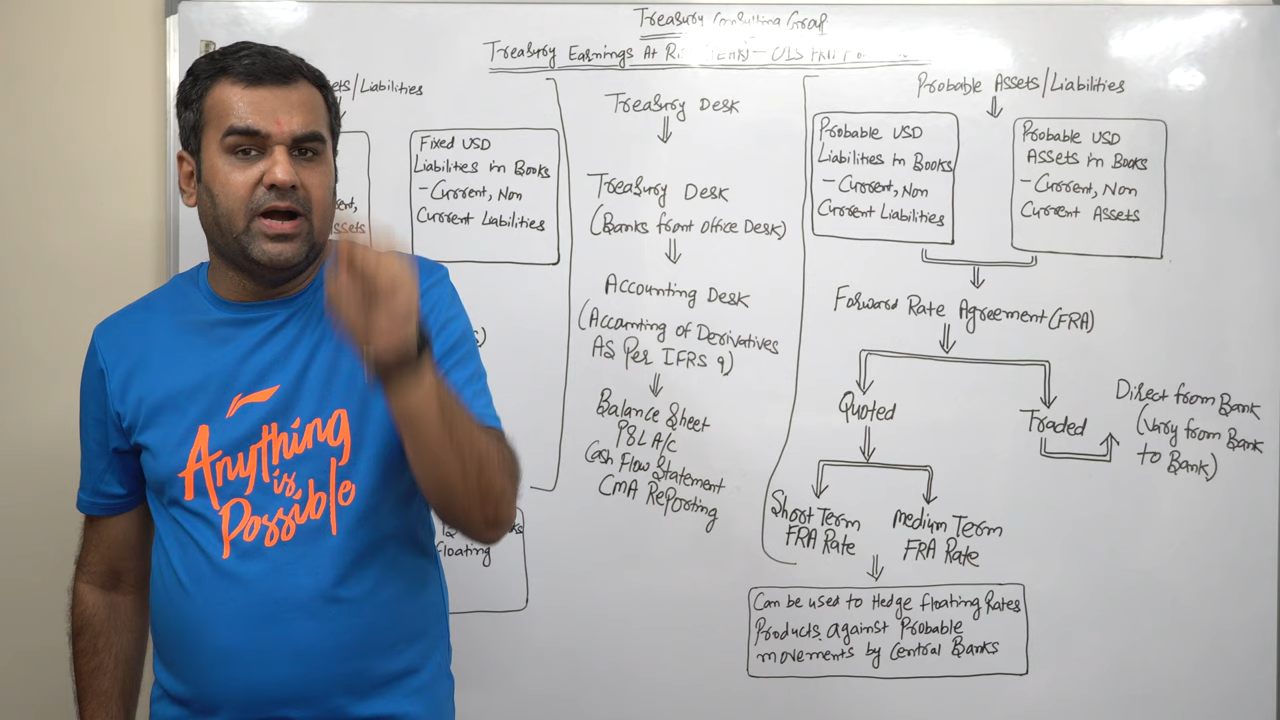 Treasury Consulting Group
Treasury Earnings At
ets/Liabilities
Fixed USD
Liabilities in Books
- Current, Non
Current Liabilities
Treasury Desk
Treasury Desk
(Banks front office Desk)
Accounting Desk
(Accounting of Derivatives
AS Per IFRS 9)
Balance Sheet
P&L A/C
Cash Flow Statement
CMA Reporting
Probable Assets/Liabilities
Probable USD
Liabilities in Books
- Current, Non
Current Liabilities
Probable USD
Assets in Books
- Current, Non
Current Assets
Forward Rate Agreement (FRA)
Quoted
Traded
Direct from Bank
(Vary from Bank
to Bank)
Short Term
FRA Rate
Medium Term
FRA Rate
Can be used to Hedge floating Rates
Products Against Probable
movements by Central Banks
floating
Anything
is
Possible